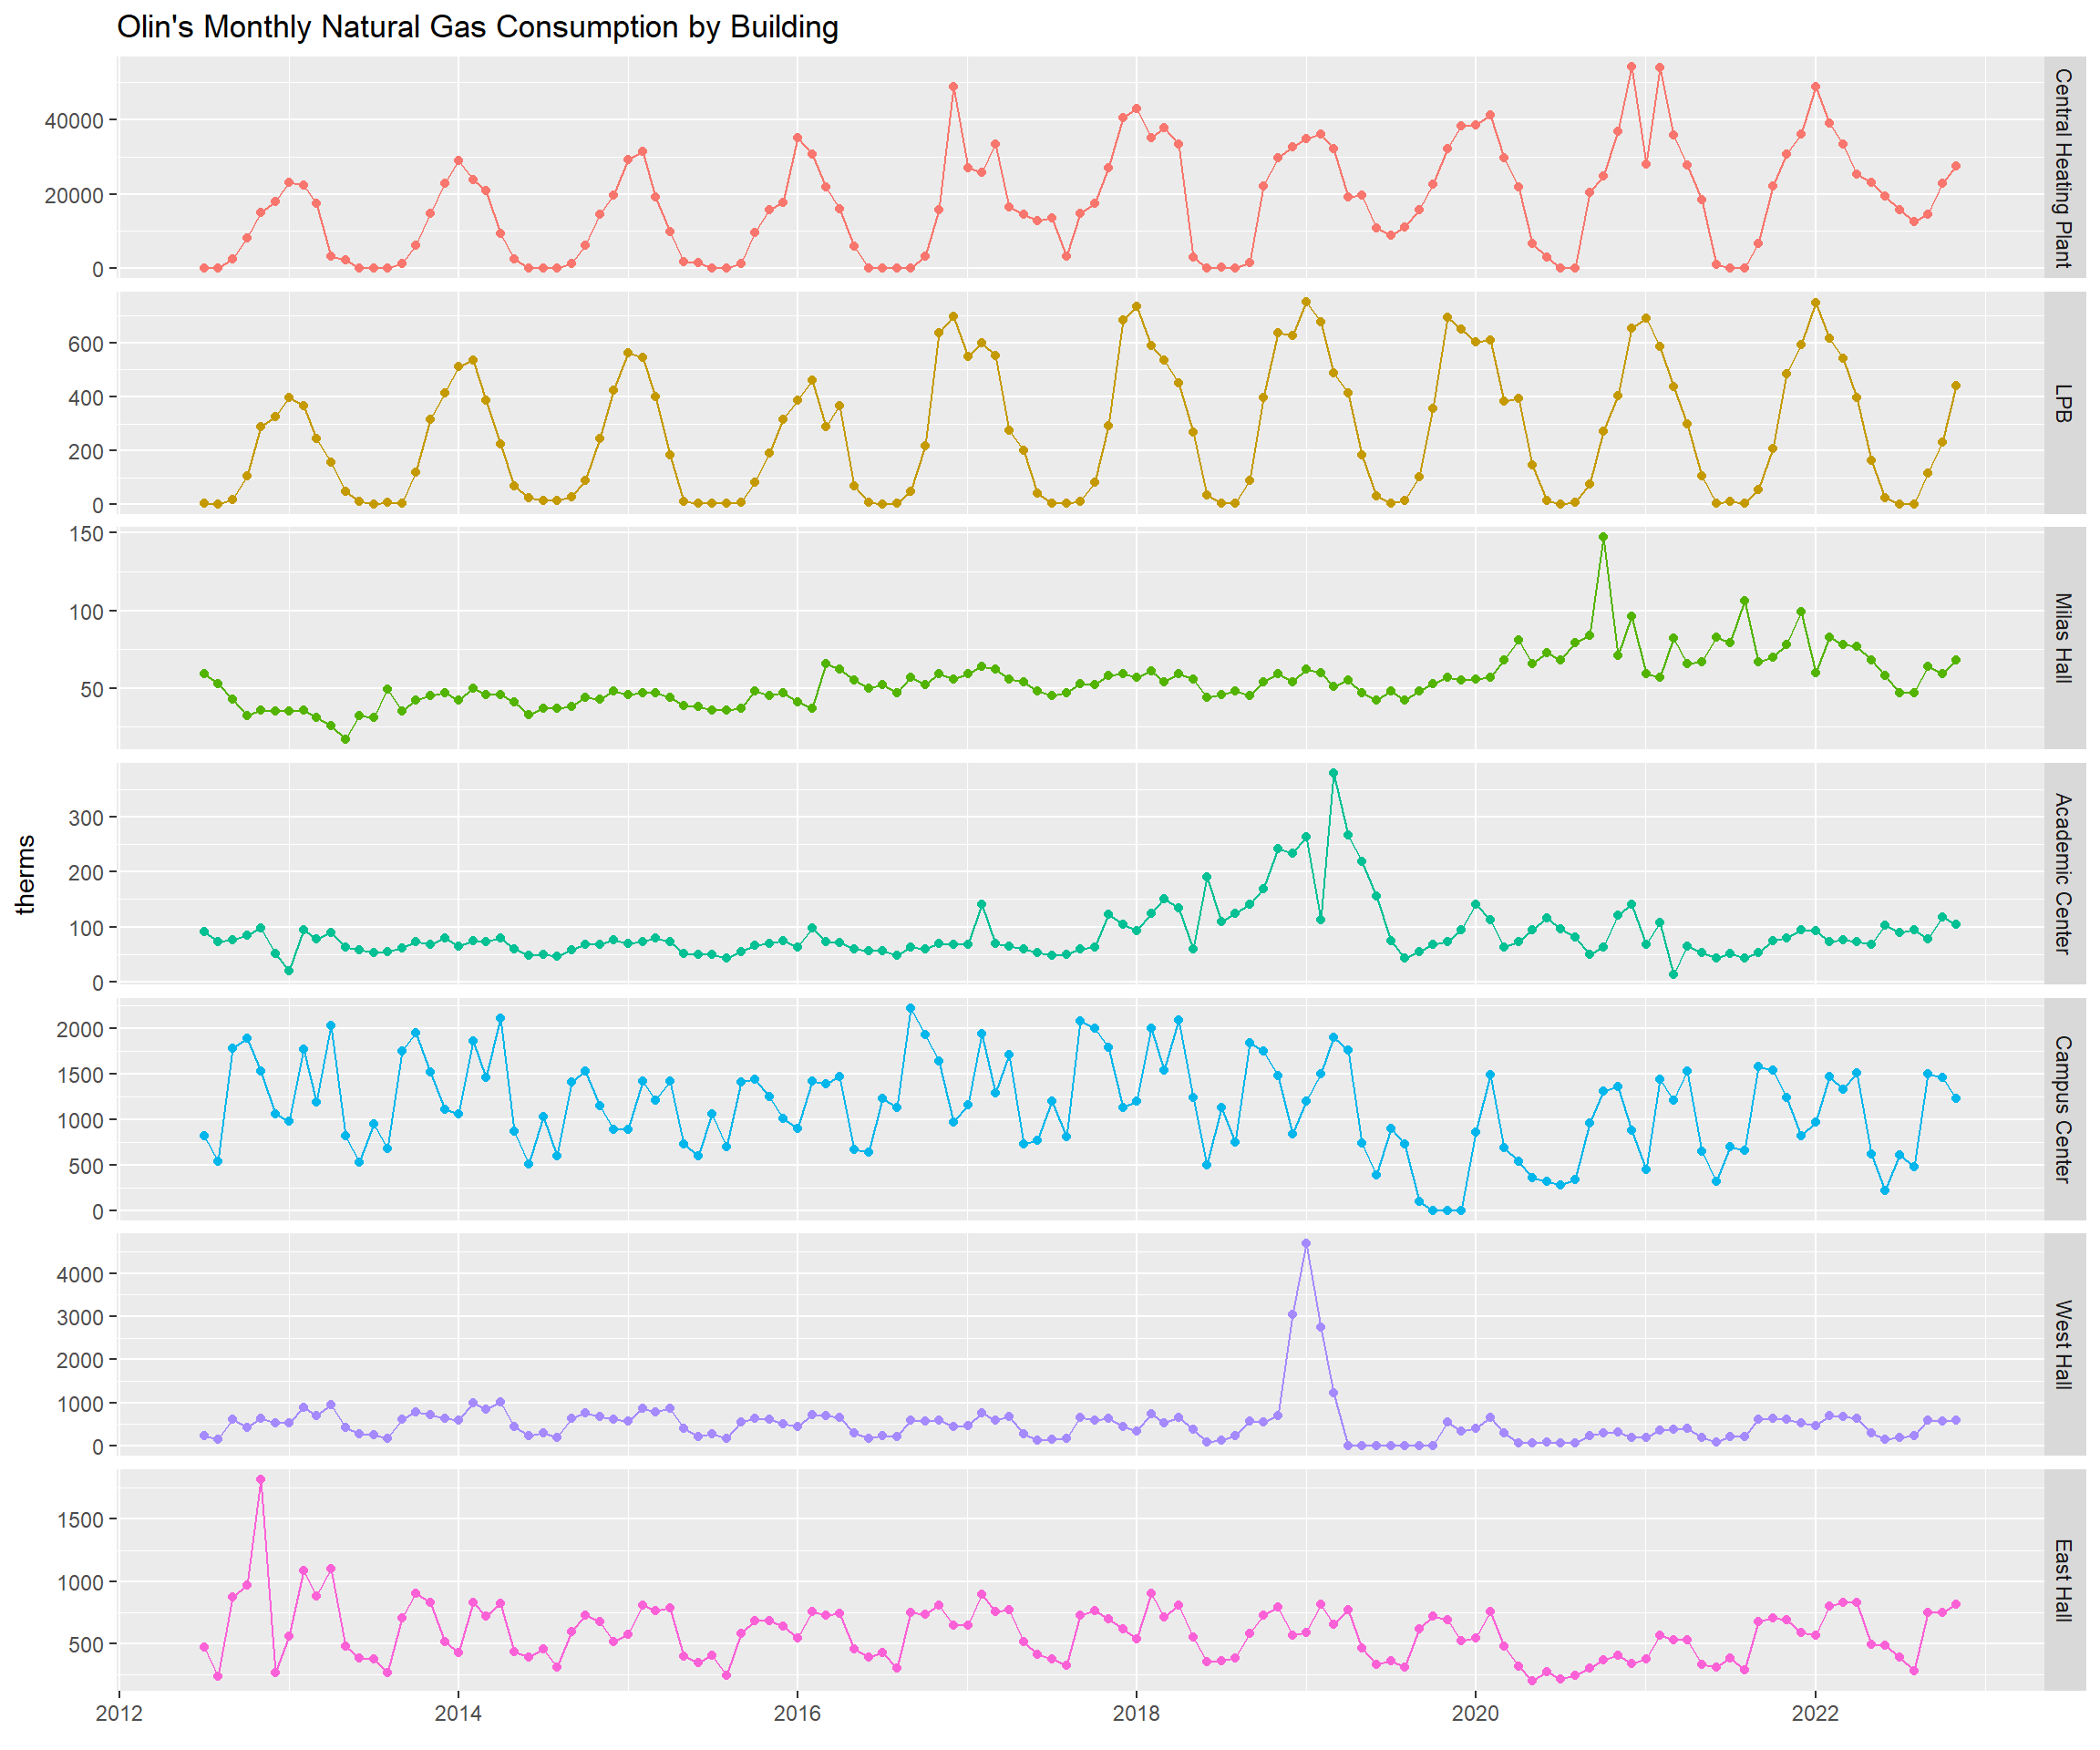 Olin's Monthly Natural Gas Consumption by Building
40000
20000
0
Central Heating Plant
600
400
200
0
LPB
150
100
50
Milas Hall
300
200
100
0
Academic Center
therms
2000
1500
1000
500
0
Campus Center
4000
3000
2000
1000
0
West Hall
1500
1000
500
East Hall
2012 2014 2016 2018 2020 2022